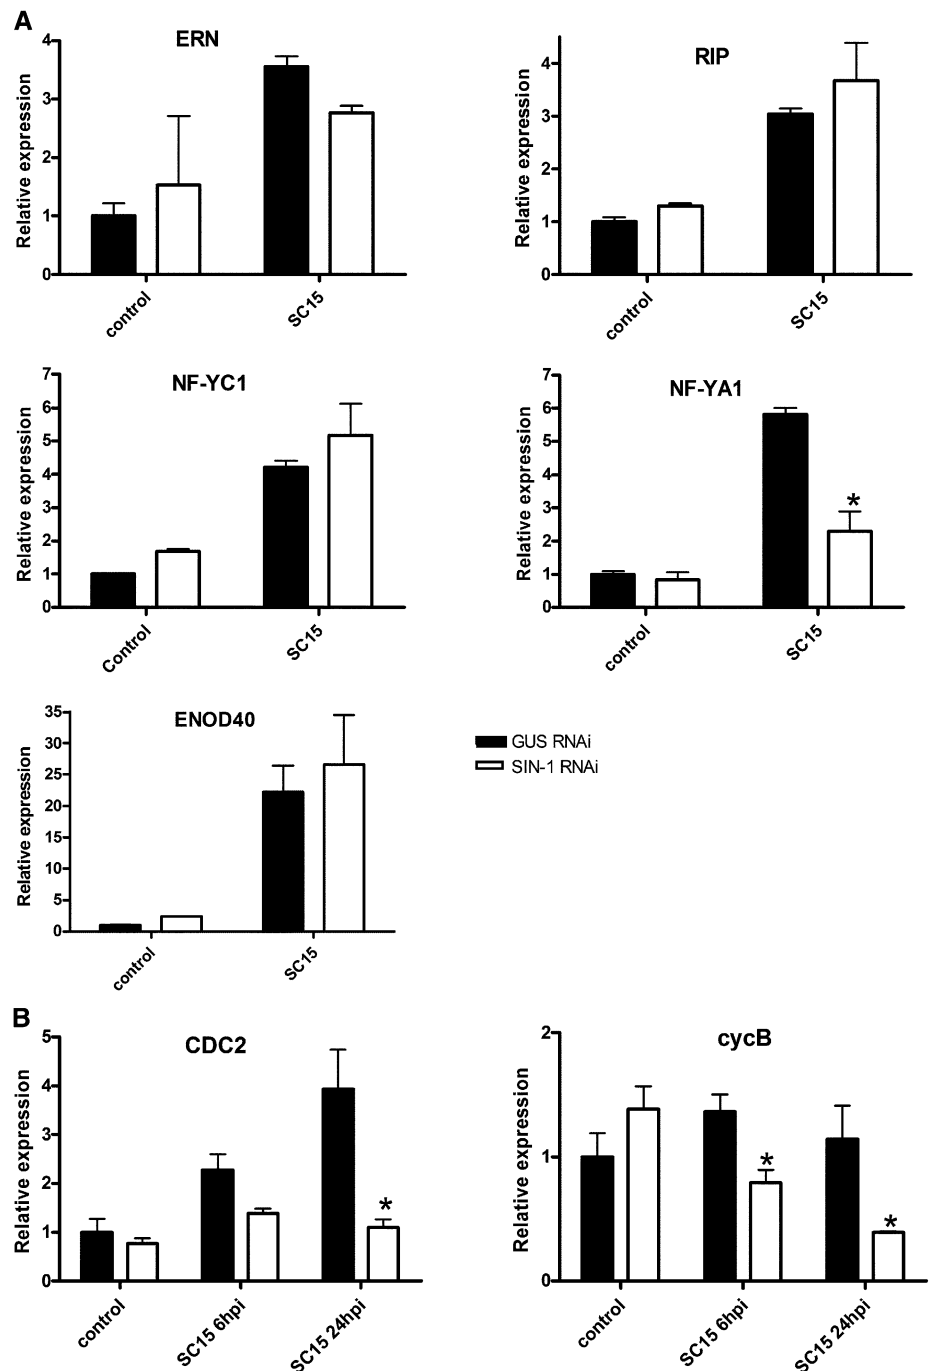 A
ERN
Relative expression
4
3
2
1
0
control
SC15
RIP
Relative expression
4
3
2
1
0
control
SC15
NF-YC1
Relative expression
7
6
5
4
3
2
1
0
Control
SC15
NF-YA1
Relative expression
7
6
5
4
3
2
1
0
*
control
SC15
ENOD40
Relative expression
35
30
25
20
15
10
5
0
control
SC15
GUS RNAi
SIN-1 RNAi
B
CDC2
Relative expression
5
4
3
2
1
0
*
control
SC15 6hpi
SC15 24hpi
cycB
Relative expression
2
1
0
*
*
control
SC15 6hpi
SC15 24hpi